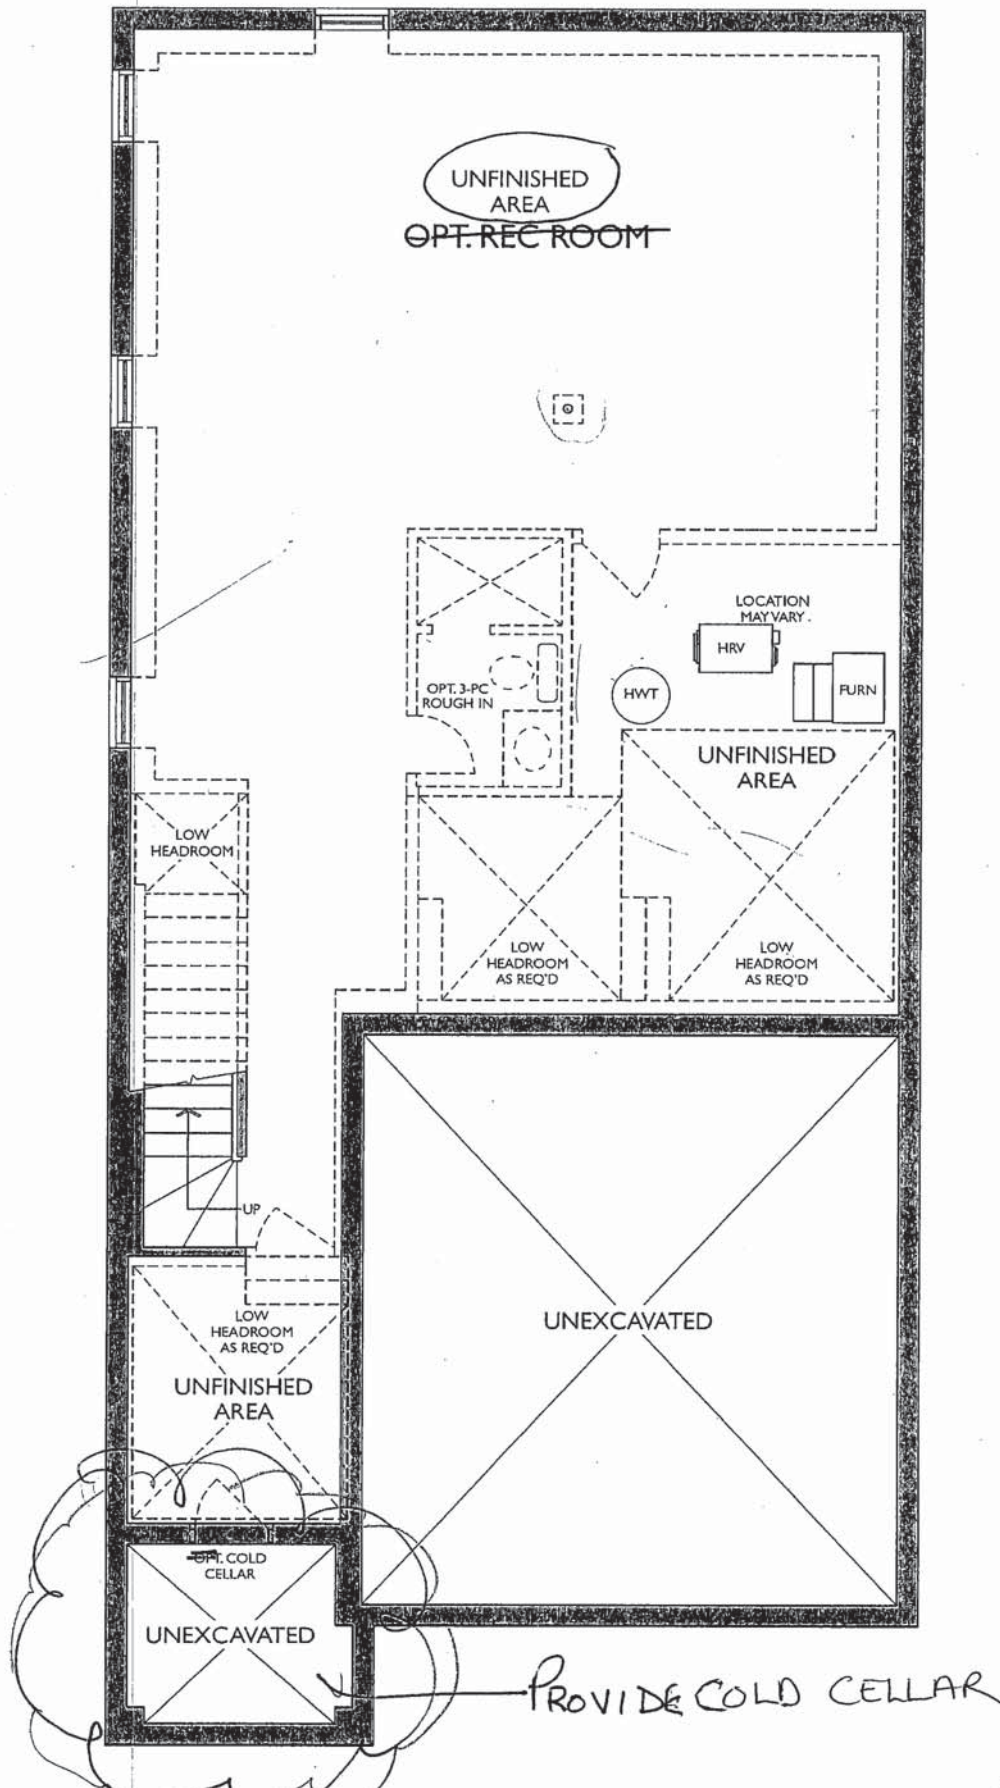 UNFINISHED
AREA
OPT. REC ROOM
LOCATION
MAY VARY
HRV
HWT
FURN
OPT. 3-PC
ROUGH IN
UNFINISHED
AREA
LOW
HEADROOM
LOW
HEADROOM
AS REQ'D
LOW
HEADROOM
AS REQ'D
UP
LOW
HEADROOM
AS REQ'D
UNFINISHED
AREA
UNEXCAVATED
OPT. COLD
CELLAR
UNEXCAVATED
PROVIDE COLD CELLAR